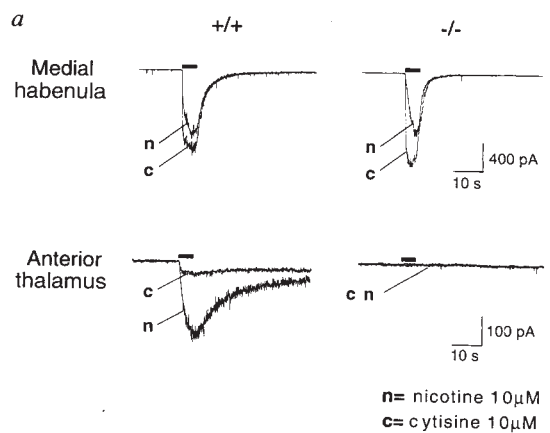 a
+/+ -/-
Medial
habenula
n
c
n
c
400 pA
10 s
Anterior
thalamus
c
n
c n
100 pA
10 s
n= nicotine 10µM
c= cytisine 10µM